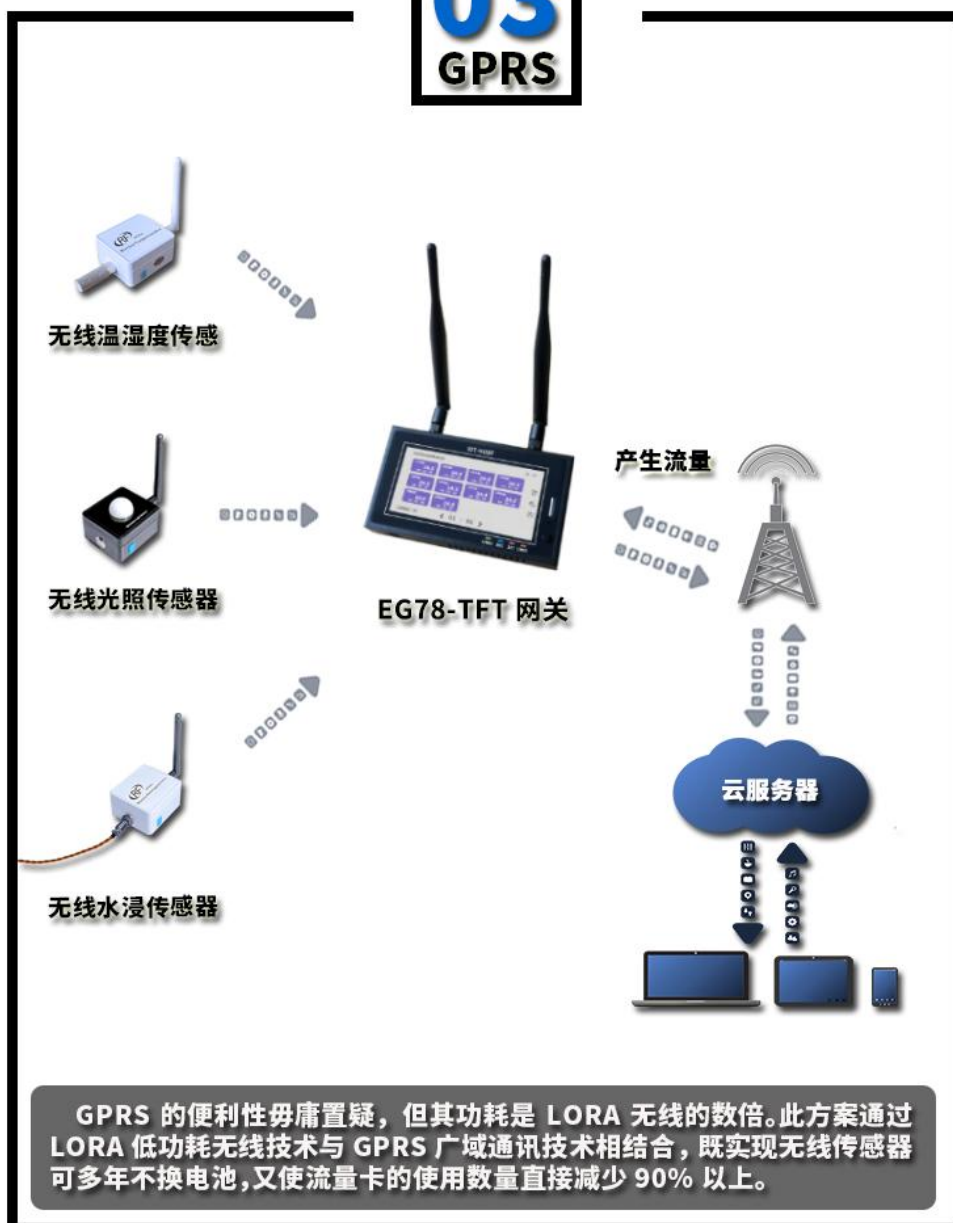 03
GPRS
无线温湿度传感
产生流量
无线光照传感器
EG78-TFT 网关
云服务器
无线水浸传感器
GPRS 的便利性毋庸置疑，但其功耗是 LORA 无线的数倍。此方案通过
LORA 低功耗无线技术与 GPRS 广域通讯技术相结合，既实现无线传感器
可多年不换电池，又使流量卡的使用数量直接减少 90% 以上。